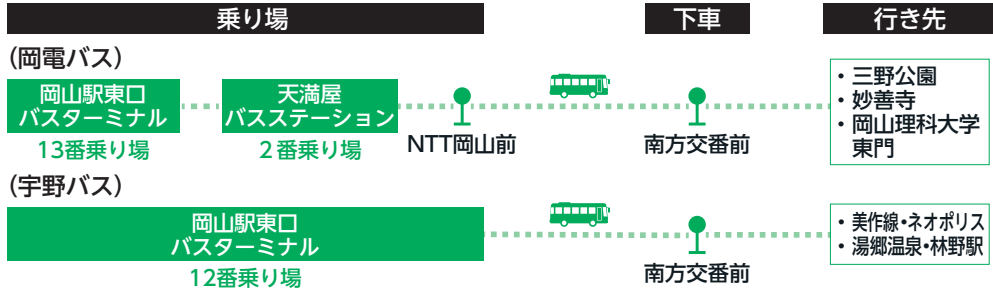 乗り場
下車
行き先
(岡電バス)
岡山駅東口
バスターミナル
13番乗り場
天満屋
バスステーション
2番乗り場
NTT岡山前
南方交番前
・三野公園
・妙善寺
・岡山理科大学
東門
(宇野バス)
岡山駅東口
バスターミナル
12番乗り場
南方交番前
・美作線・ネオポリス
・湯郷温泉・林野駅